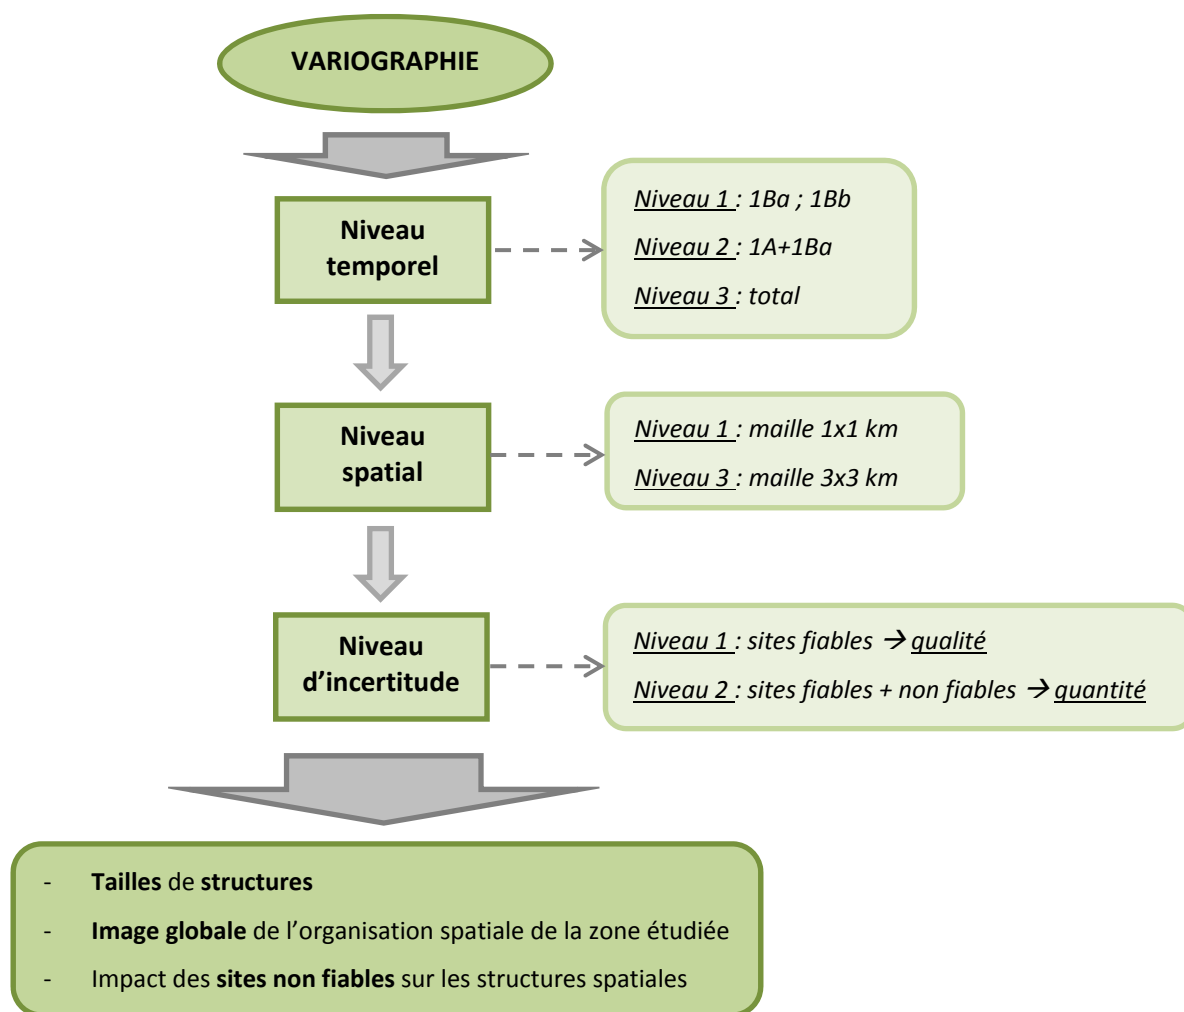 VARIOGRAPHIE
Niveau
temporel
Niveau 1 : 1Ba ; 1Bb
Niveau 2 : 1A+1Ba
Niveau 3 : total
Niveau
spatial
Niveau 1 : maille 1x1 km
Niveau 3 : maille 3x3 km
Niveau
d’incertitude
Niveau 1 : sites fiables → qualité
Niveau 2 : sites fiables + non fiables → quantité
- Tailles de structures
- Image globale de l’organisation spatiale de la zone étudiée
- Impact des sites non fiables sur les structures spatiales